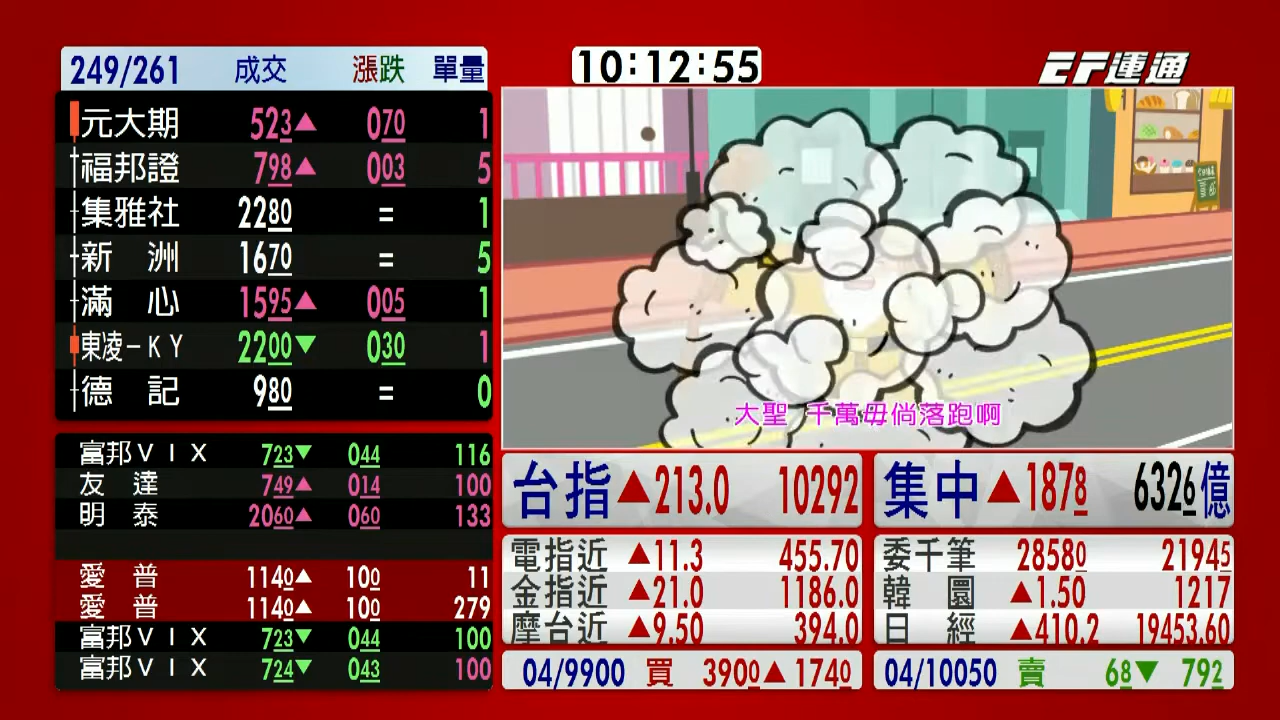 249/261 成交 漲跌 單量
10:12:55
EF運通
元大期 523▲ 070 1
福邦證 798▲ 003 5
集雅社 2280 = 1
新洲 1670 = 5
滿心 1595▲ 005 1
東凌-KY 2200▼ 030 1
德記 980 = 0
大聖 千萬毋倘落跑啊
富邦VIX 723▼ 044 116
友達 749▲ 014 100
明泰 2060▲ 060 133
愛普 1140▲ 100 11
愛普 1140▲ 100 279
富邦VIX 723▼ 044 100
富邦VIX 724▼ 043 100
台指▲213.0 10292
集中▲1878 6326億
電指近 ▲11.3 455.70
金指近 ▲21.0 1186.0
摩台近 ▲9.50 394.0
委千筆 28580 21945
韓園 ▲1.50 1217
日經 ▲410.2 19453.60
04/9900 買 3900▲1740
04/10050 賣 68▼ 792